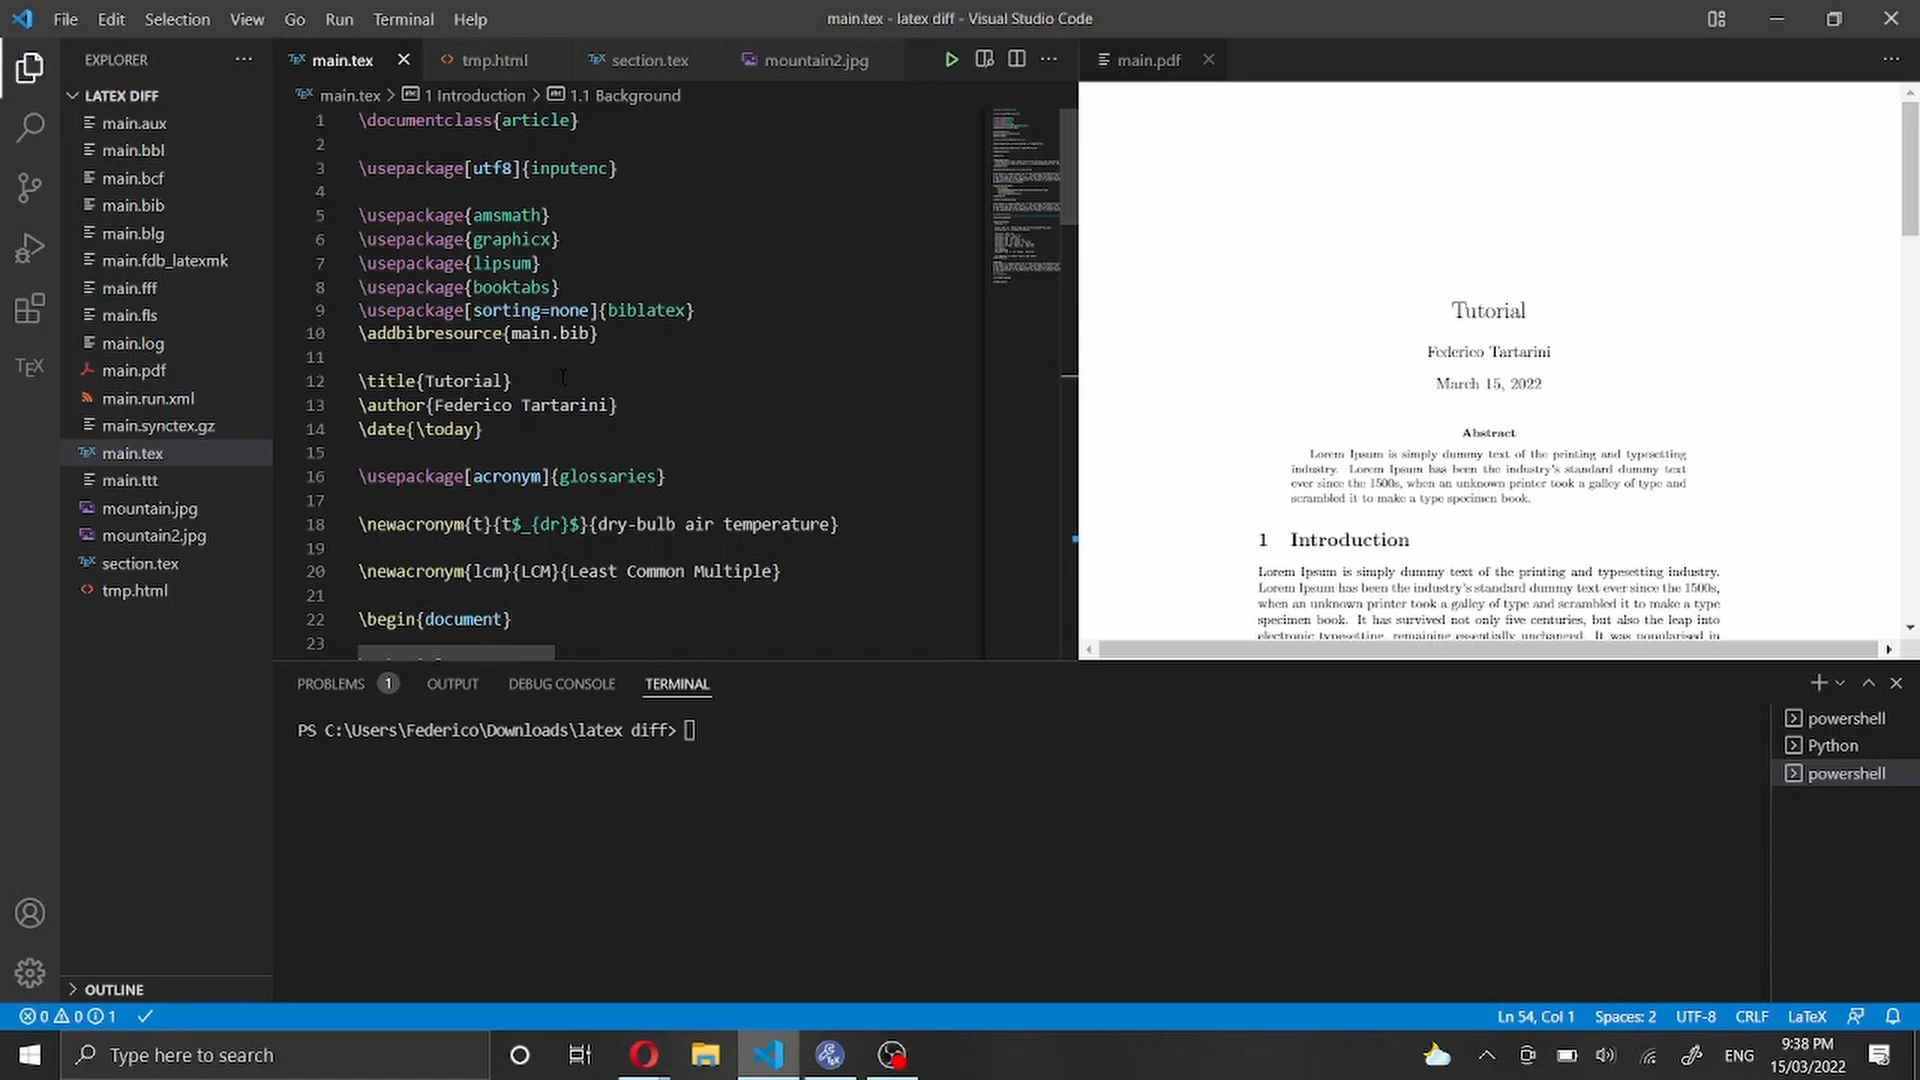 File Edit Selection View Go Run Terminal Help
main.tex - latex diff - Visual Studio Code
EXPLORER
LATEX DIFF
main.aux
main.bbl
main.bcf
main.bib
main.blg
main.fdb_latexmk
main.fff
main.fls
main.log
main.pdf
main.run.xml
main.synctex.gz
main.tex
main.ttt
mountain.jpg
mountain2.jpg
section.tex
tmp.html
OUTLINE
TEX
main.tex tmp.html section.tex mountain2.jpg
main.tex > 1 Introduction > 1.1 Background
1 \documentclass{article}
2
3 \usepackage[utf8]{inputenc}
4
5 \usepackage{amsmath}
6 \usepackage{graphicx}
7 \usepackage{lipsum}
8 \usepackage{booktabs}
9 \usepackage[sorting=none]{biblatex}
10 \addbibresource{main.bib}
11
12 \title{Tutorial}
13 \author{Federico Tartarini}
14 \date{\today}
15
16 \usepackage[acronym]{glossaries}
17
18 \newacronym{t}{t$_{dr}$}{dry-bulb air temperature}
19
20 \newacronym{lcm}{LCM}{Least Common Multiple}
21
22 \begin{document}
23
main.pdf
Tutorial
Federico Tartarini
March 15, 2022
Abstract
Lorem Ipsum is simply dummy text of the printing and typesetting
industry. Lorem Ipsum has been the industry's standard dummy text
ever since the 1500s, when an unknown printer took a galley of type and
scrambled it to make a type specimen book.
1 Introduction
Lorem Ipsum is simply dummy text of the printing and typesetting industry.
Lorem Ipsum has been the industry's standard dummy text ever since the 1500s,
when an unknown printer took a galley of type and scrambled it to make a type
specimen book. It has survived not only five centuries, but also the leap into
electronic typesetting, remaining essentially unchanged. It was popularised in
PROBLEMS 1 OUTPUT DEBUG CONSOLE TERMINAL
PS C:\Users\Federico\Downloads\latex diff>
powershell
Python
powershell
0 0 1
Ln 54, Col 1 Spaces: 2 UTF-8 CRLF LaTeX
Type here to search
ENG
9:38 PM
15/03/2022